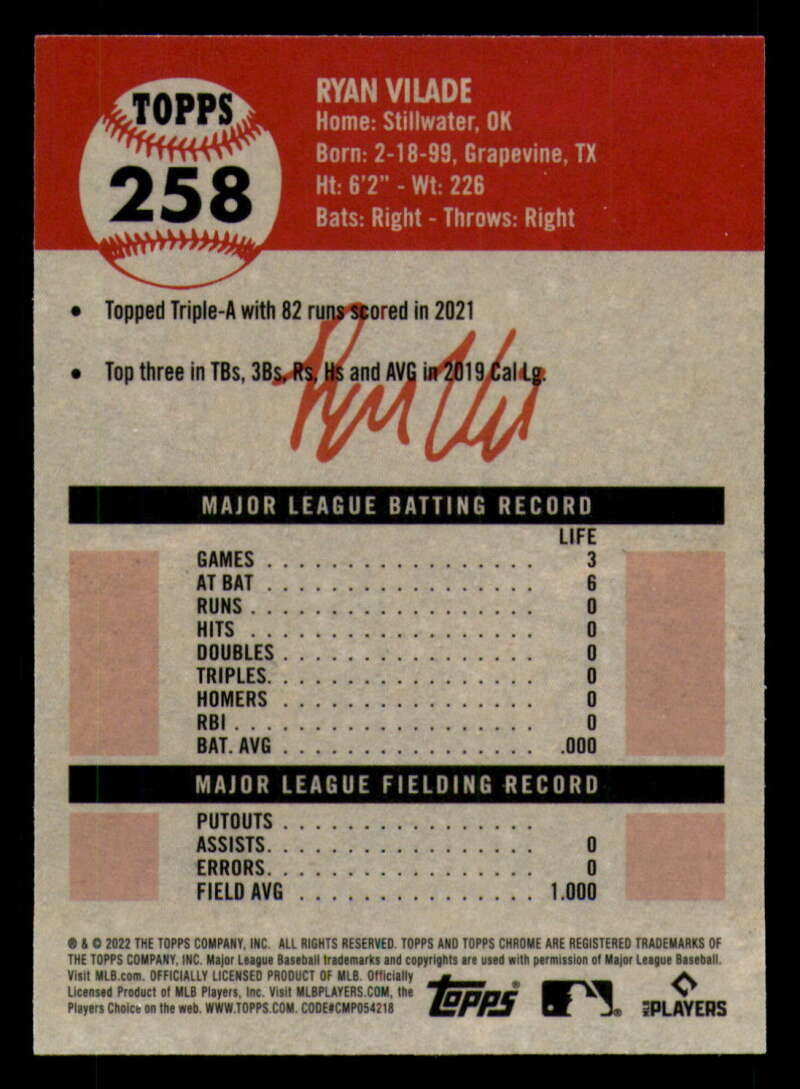 TOPPS
258
RYAN VILADE
Home: Stillwater, OK
Born: 2-18-99, Grapevine, TX
Ht: 6'2" - Wt: 226
Bats: Right - Throws: Right
• Topped Triple-A with 82 runs scored in 2021
• Top three in TBs, 3Bs, Rs, Hs and AVG in 2019 Cal Lg.
MAJOR LEAGUE BATTING RECORD
LIFE
GAMES . . . . . . . . . . . . . . . . . 3
AT BAT . . . . . . . . . . . . . . . . . 6
RUNS . . . . . . . . . . . . . . . . . . 0
HITS . . . . . . . . . . . . . . . . . . 0
DOUBLES . . . . . . . . . . . . . . . . 0
TRIPLES. . . . . . . . . . . . . . . . . 0
HOMERS . . . . . . . . . . . . . . . . . 0
RBI . . . . . . . . . . . . . . . . . . . 0
BAT. AVG . . . . . . . . . . . . . . . . .000
MAJOR LEAGUE FIELDING RECORD
PUTOUTS . . . . . . . . . . . . . . . .
ASSISTS. . . . . . . . . . . . . . . . . 0
ERRORS. . . . . . . . . . . . . . . . . 0
FIELD AVG . . . . . . . . . . . . . . . 1.000
® & © 2022 THE TOPPS COMPANY, INC. ALL RIGHTS RESERVED. TOPPS AND TOPPS CHROME ARE REGISTERED TRADEMARKS OF
THE TOPPS COMPANY, INC. Major League Baseball trademarks and copyrights are used with permission of Major League Baseball.
Visit MLB.com. OFFICIALLY LICENSED PRODUCT OF MLB. Officially
Licensed Product of MLB Players, Inc. Visit MLBPLAYERS.COM, the
Players Choice on the web. WWW.TOPPS.COM. CODE#CMP054218
Topps®
MLB PLAYERS